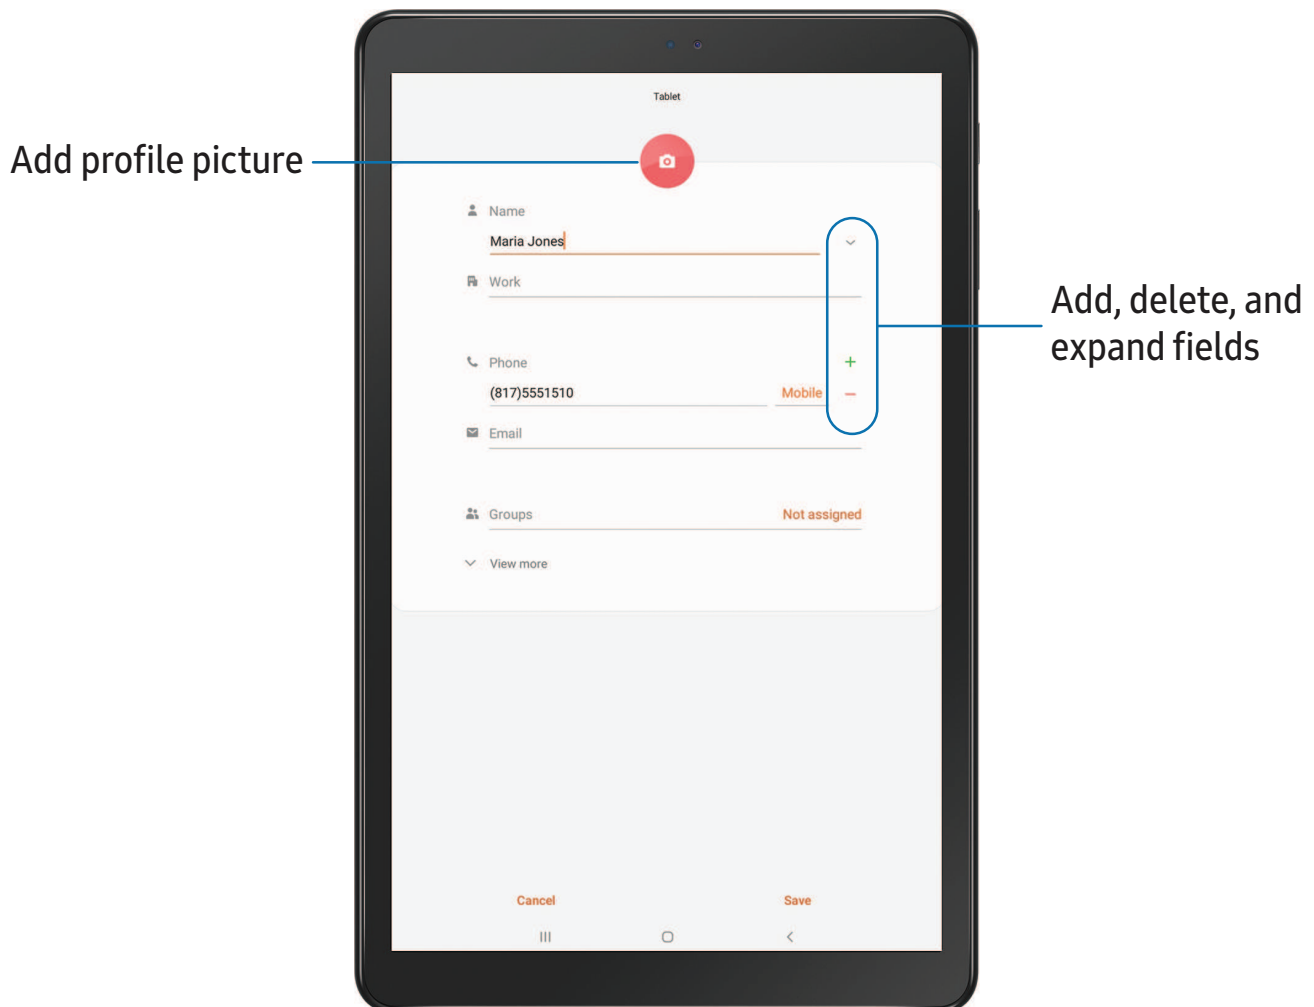 Tablet
Add profile picture
Name
Maria Jones
Work
Add, delete, and
expand fields
Phone
(817)5551510 Mobile
Email
Groups Not assigned
View more
Cancel Save